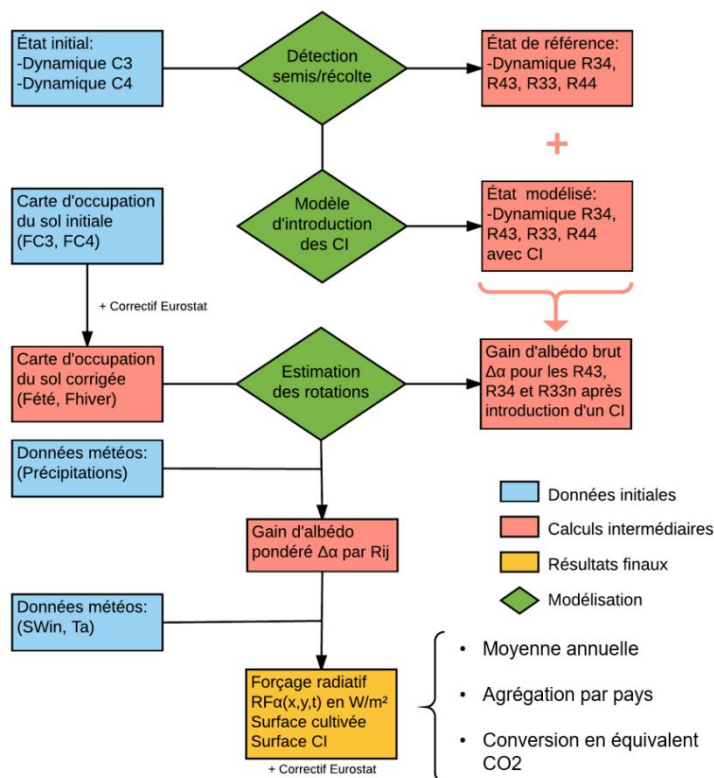 État initial:
-Dynamique C3
-Dynamique C4
Détection
semis/récolte
État de référence:
-Dynamique R34,
R43, R33, R44
+
Carte d'occupation
du sol initiale
(FC3, FC4)
Modèle
d'introduction
des CI
État modélisé:
-Dynamique R34,
R43, R33, R44
avec CI
+ Correctif Eurostat
Carte d'occupation
du sol corrigée
(Fété, Fhiver)
Estimation
des rotations
Gain d'albédo brut
Δα pour les R43,
R34 et R33n après
introduction d'un CI
Données météos:
(Précipitations)
Gain d'albédo
pondéré Δα par Rij
Données initiales
Calculs intermédiaires
Résultats finaux
Modélisation
Données météos:
(SWin, Ta)
Forçage radiatif
RFα(x,y,t) en W/m²
Surface cultivée
Surface CI
+ Correctif Eurostat
• Moyenne annuelle
• Agrégation par pays
• Conversion en équivalent
CO2